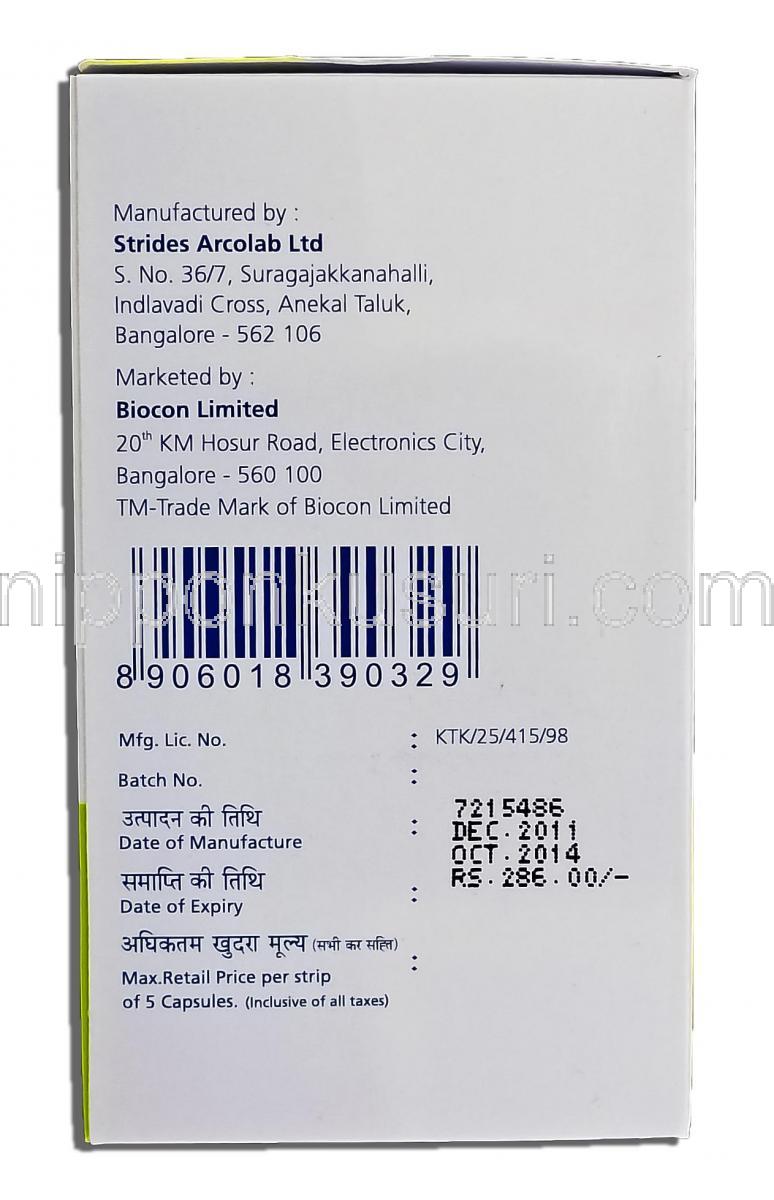 Manufactured by :
Strides Arcolab Ltd
S. No. 36/7, Suragajakkanahalli,
Indlavadi Cross, Anekal Taluk,
Bangalore - 562 106
Marketed by :
Biocon Limited
20th KM Hosur Road, Electronics City,
Bangalore - 560 100
TM-Trade Mark of Biocon Limited
nipponkusuri.com
8 906018 390329
Mfg. Lic. No. : KTK/25/415/98
Batch No. :
7215486
उत्पादन की तिथि
Date of Manufacture :
DEC. 2011
OCT. 2014
RS. 286.00/-
समाप्ति की तिथि
Date of Expiry :
अधिकतम खुदरा मूल्य (सभी कर सहित) :
Max.Retail Price per strip :
of 5 Capsules. (Inclusive of all taxes)